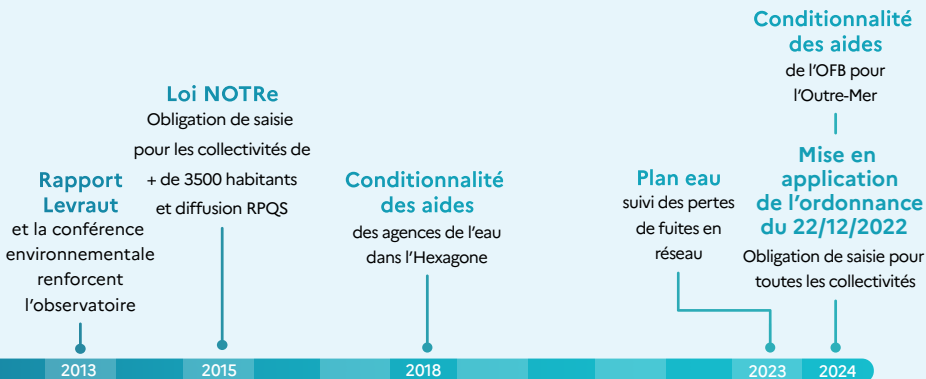 Rapport
Levraut
et la conférence
environnementale
renforcent
l'observatoire
Loi NOTRe
Obligation de saisie
pour les collectivités de
+ de 3500 habitants
et diffusion RPQS
Conditionnalité
des aides
des agences de l'eau
dans l'Hexagone
Plan eau
suivi des pertes
de fuites en
réseau
Conditionnalité
des aides
de l'OFB pour
l'Outre-Mer
Mise en
application
de l'ordonnance
du 22/12/2022
Obligation de saisie pour
toutes les collectivités
2013
2015
2018
2023
2024